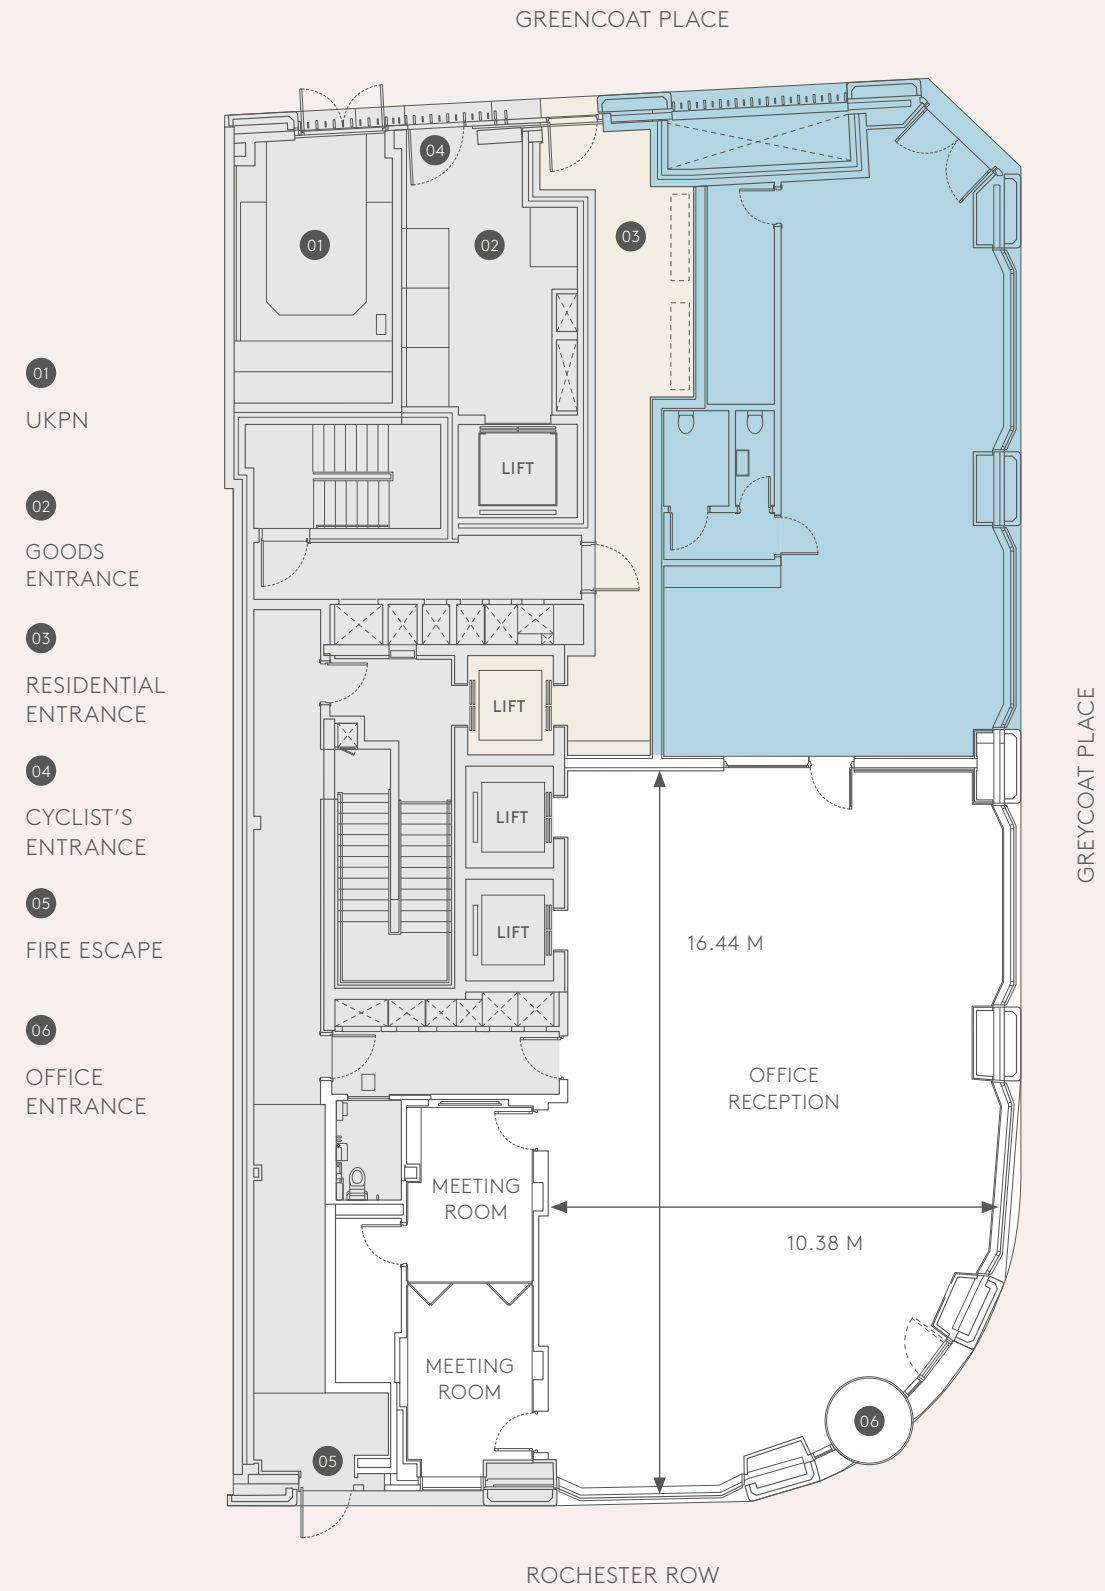 GREENCOAT PLACE
04
01
02
03
01
UKPN
LIFT
02
GOODS
ENTRANCE
03
RESIDENTIAL
ENTRANCE
LIFT
GREYCOAT PLACE
04
CYCLIST'S
ENTRANCE
LIFT
05
FIRE ESCAPE
LIFT
16.44 M
06
OFFICE
ENTRANCE
OFFICE
RECEPTION
MEETING
ROOM
10.38 M
MEETING
ROOM
06
05
ROCHESTER ROW